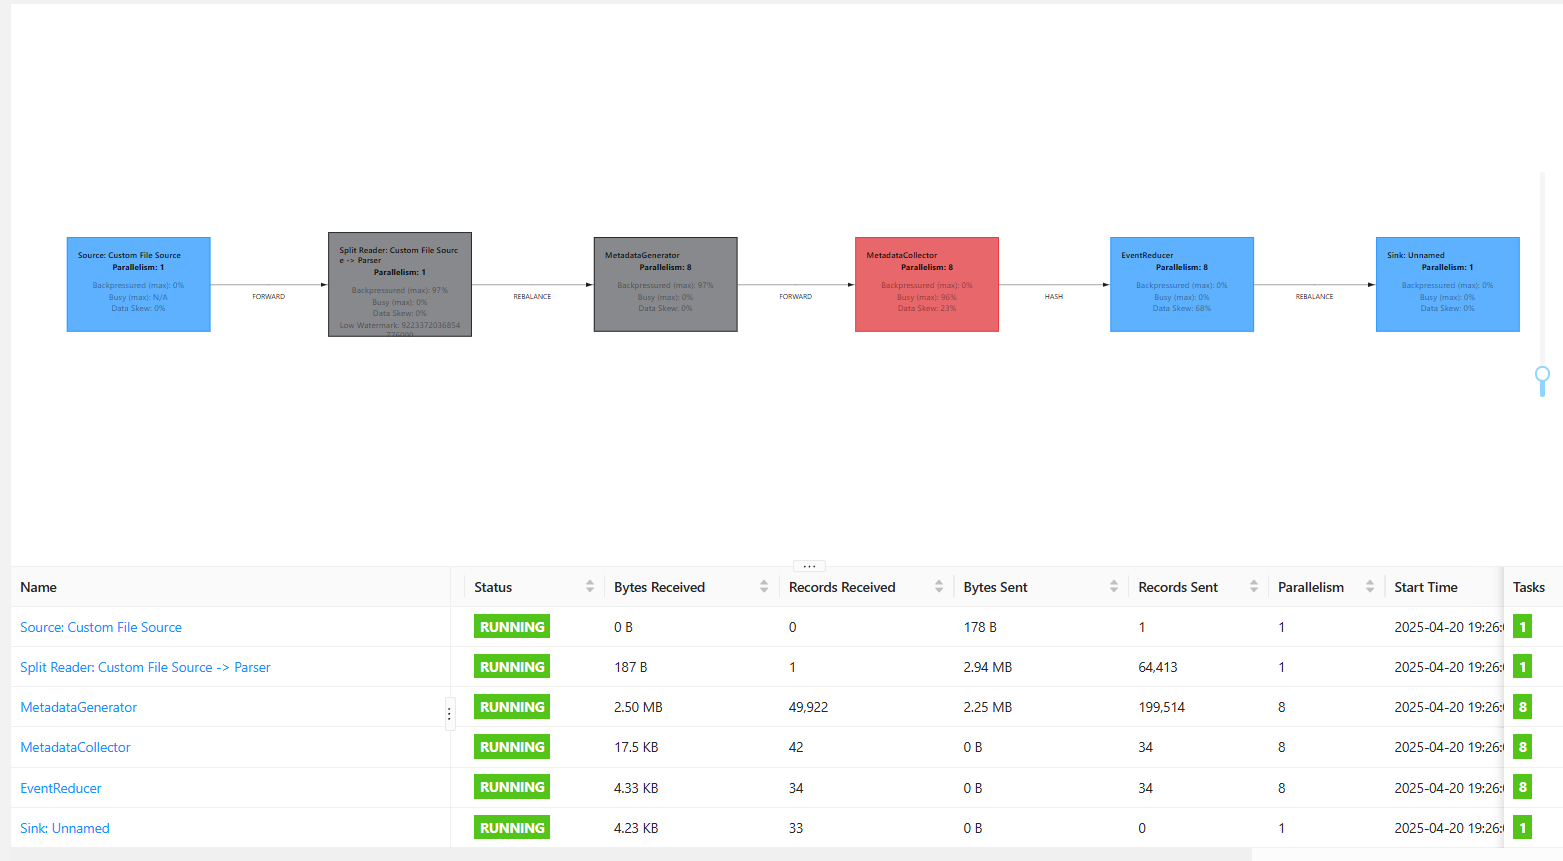 Source: Custom File Source
Parallelism: 1
Backpressured (max): 0%
Busy (max): N/A
Data Skew: 0%
FORWARD
Split Reader: Custom File Sourc
e -> Parser
Parallelism: 1
Backpressured (max): 97%
Busy (max): 0%
Data Skew: 0%
Low Watermark: 9223372036854
REBALANCE
MetadataGenerator
Parallelism: 8
Backpressured (max): 97%
Busy (max): 0%
Data Skew: 0%
FORWARD
MetadataCollector
Parallelism: 8
Backpressured (max): 0%
Busy (max): 96%
Data Skew: 23%
HASH
EventReducer
Parallelism: 8
Backpressured (max): 0%
Busy (max): 0%
Data Skew: 68%
REBALANCE
Sink: Unnamed
Parallelism: 1
Backpressured (max): 0%
Busy (max): 0%
Data Skew: 0%
Name Status Bytes Received Records Received Bytes Sent Records Sent Parallelism Start Time Tasks
Source: Custom File Source RUNNING 0 B 0 178 B 1 1 2025-04-20 19:26: 1
Split Reader: Custom File Source -> Parser RUNNING 187 B 1 2.94 MB 64,413 1 2025-04-20 19:26: 1
MetadataGenerator RUNNING 2.50 MB 49,922 2.25 MB 199,514 8 2025-04-20 19:26: 8
MetadataCollector RUNNING 17.5 KB 42 0 B 34 8 2025-04-20 19:26: 8
EventReducer RUNNING 4.33 KB 34 0 B 34 8 2025-04-20 19:26: 8
Sink: Unnamed RUNNING 4.23 KB 33 0 B 0 1 2025-04-20 19:26: 1